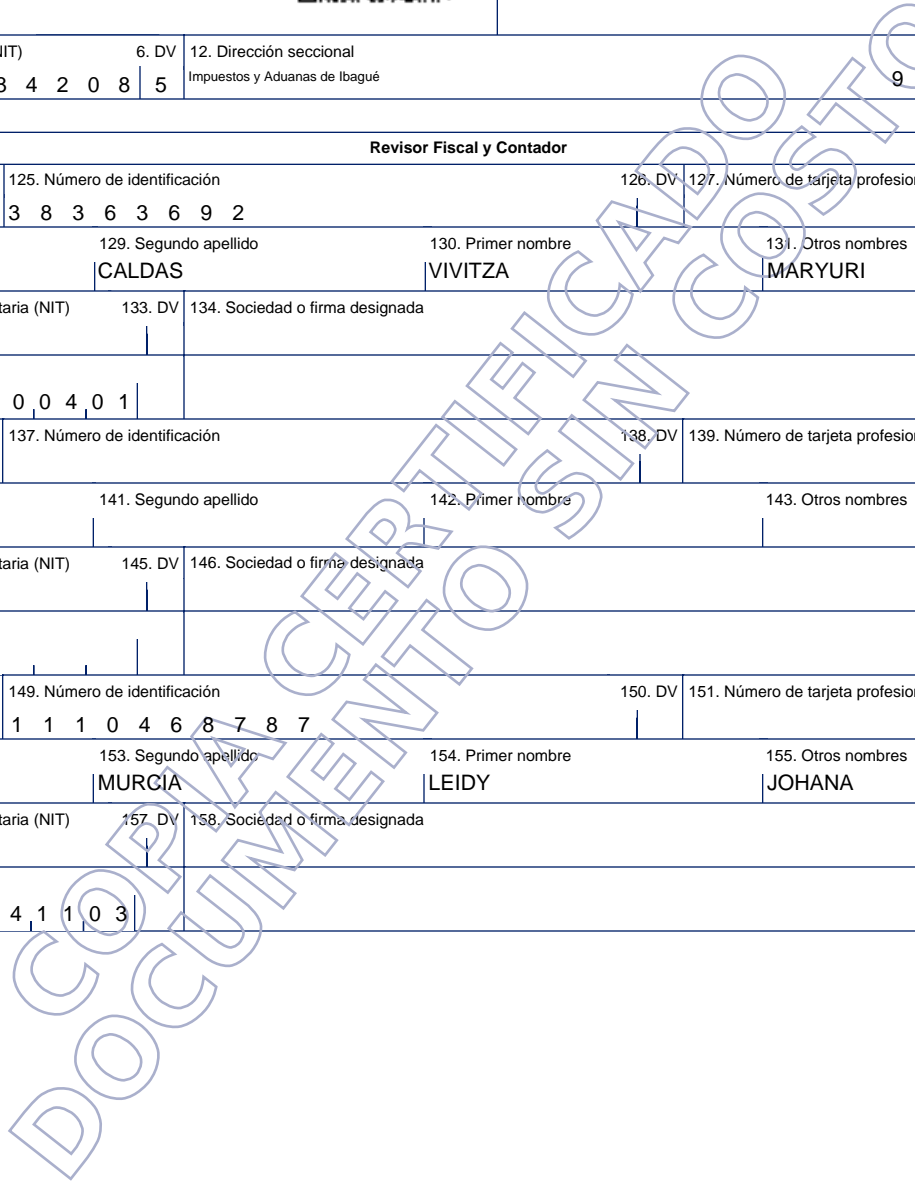 IT) 6. DV 12. Dirección seccional
3 4 2 0 8 5 Impuestos y Aduanas de Ibagué 9
Revisor Fiscal y Contador
125. Número de identificación 126. DV 127. Número de tarjeta profesion
3 8 3 6 3 6 9 2
129. Segundo apellido 130. Primer nombre 131. Otros nombres
CALDAS VIVITZA MARYURI
taria (NIT) 133. DV 134. Sociedad o firma designada
0 0 4 0 1
137. Número de identificación 138. DV 139. Número de tarjeta profesion
141. Segundo apellido 142. Primer nombre 143. Otros nombres
taria (NIT) 145. DV 146. Sociedad o firma designada
149. Número de identificación 150. DV 151. Número de tarjeta profesion
1 1 1 0 4 6 8 7 8 7
153. Segundo apellido 154. Primer nombre 155. Otros nombres
MURCIA LEIDY JOHANA
taria (NIT) 157. DV 158. Sociedad o firma designada
4 1 1 0 3
COPIA CERTIFICADO
DOCUMENTO SIN COSTO